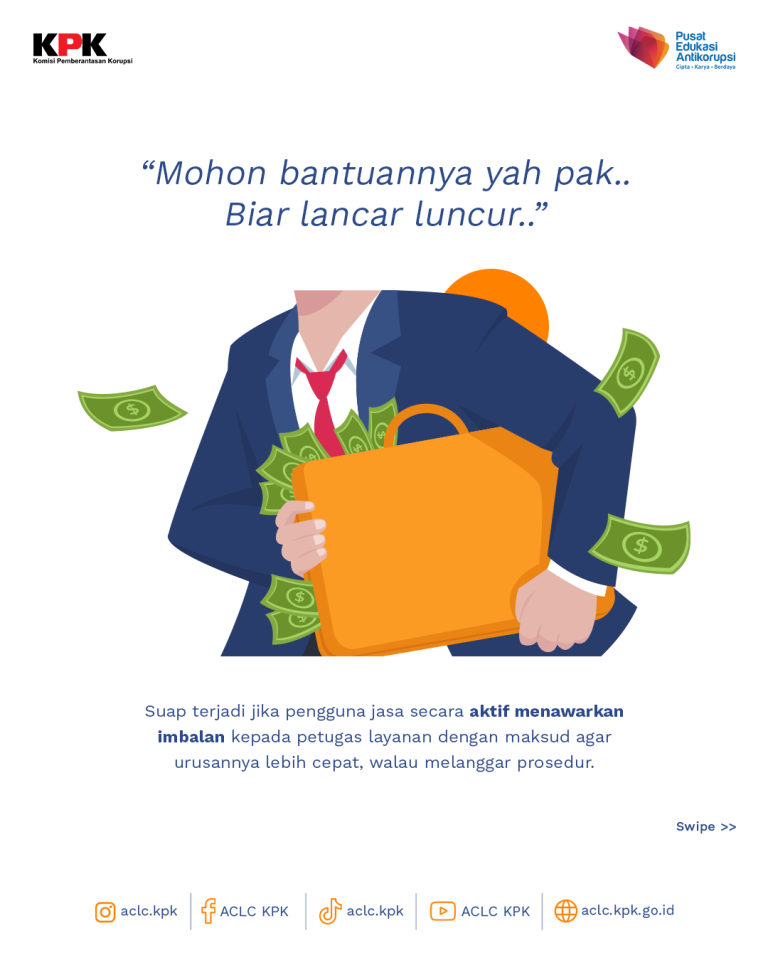 KPK
Komisi Pemberantasan Korupsi
Pusat
Edukasi
Antikorupsi
Cipta • Karya • Berdaya
“Mohon bantuannya yah pak..
Biar lancar luncur..”
$
$
$
$
$
$
$
$
$
Suap terjadi jika pengguna jasa secara aktif menawarkan
imbalan kepada petugas layanan dengan maksud agar
urusannya lebih cepat, walau melanggar prosedur.
Swipe >>
aclc.kpk
ACLC KPK
aclc.kpk
ACLC KPK
aclc.kpk.go.id